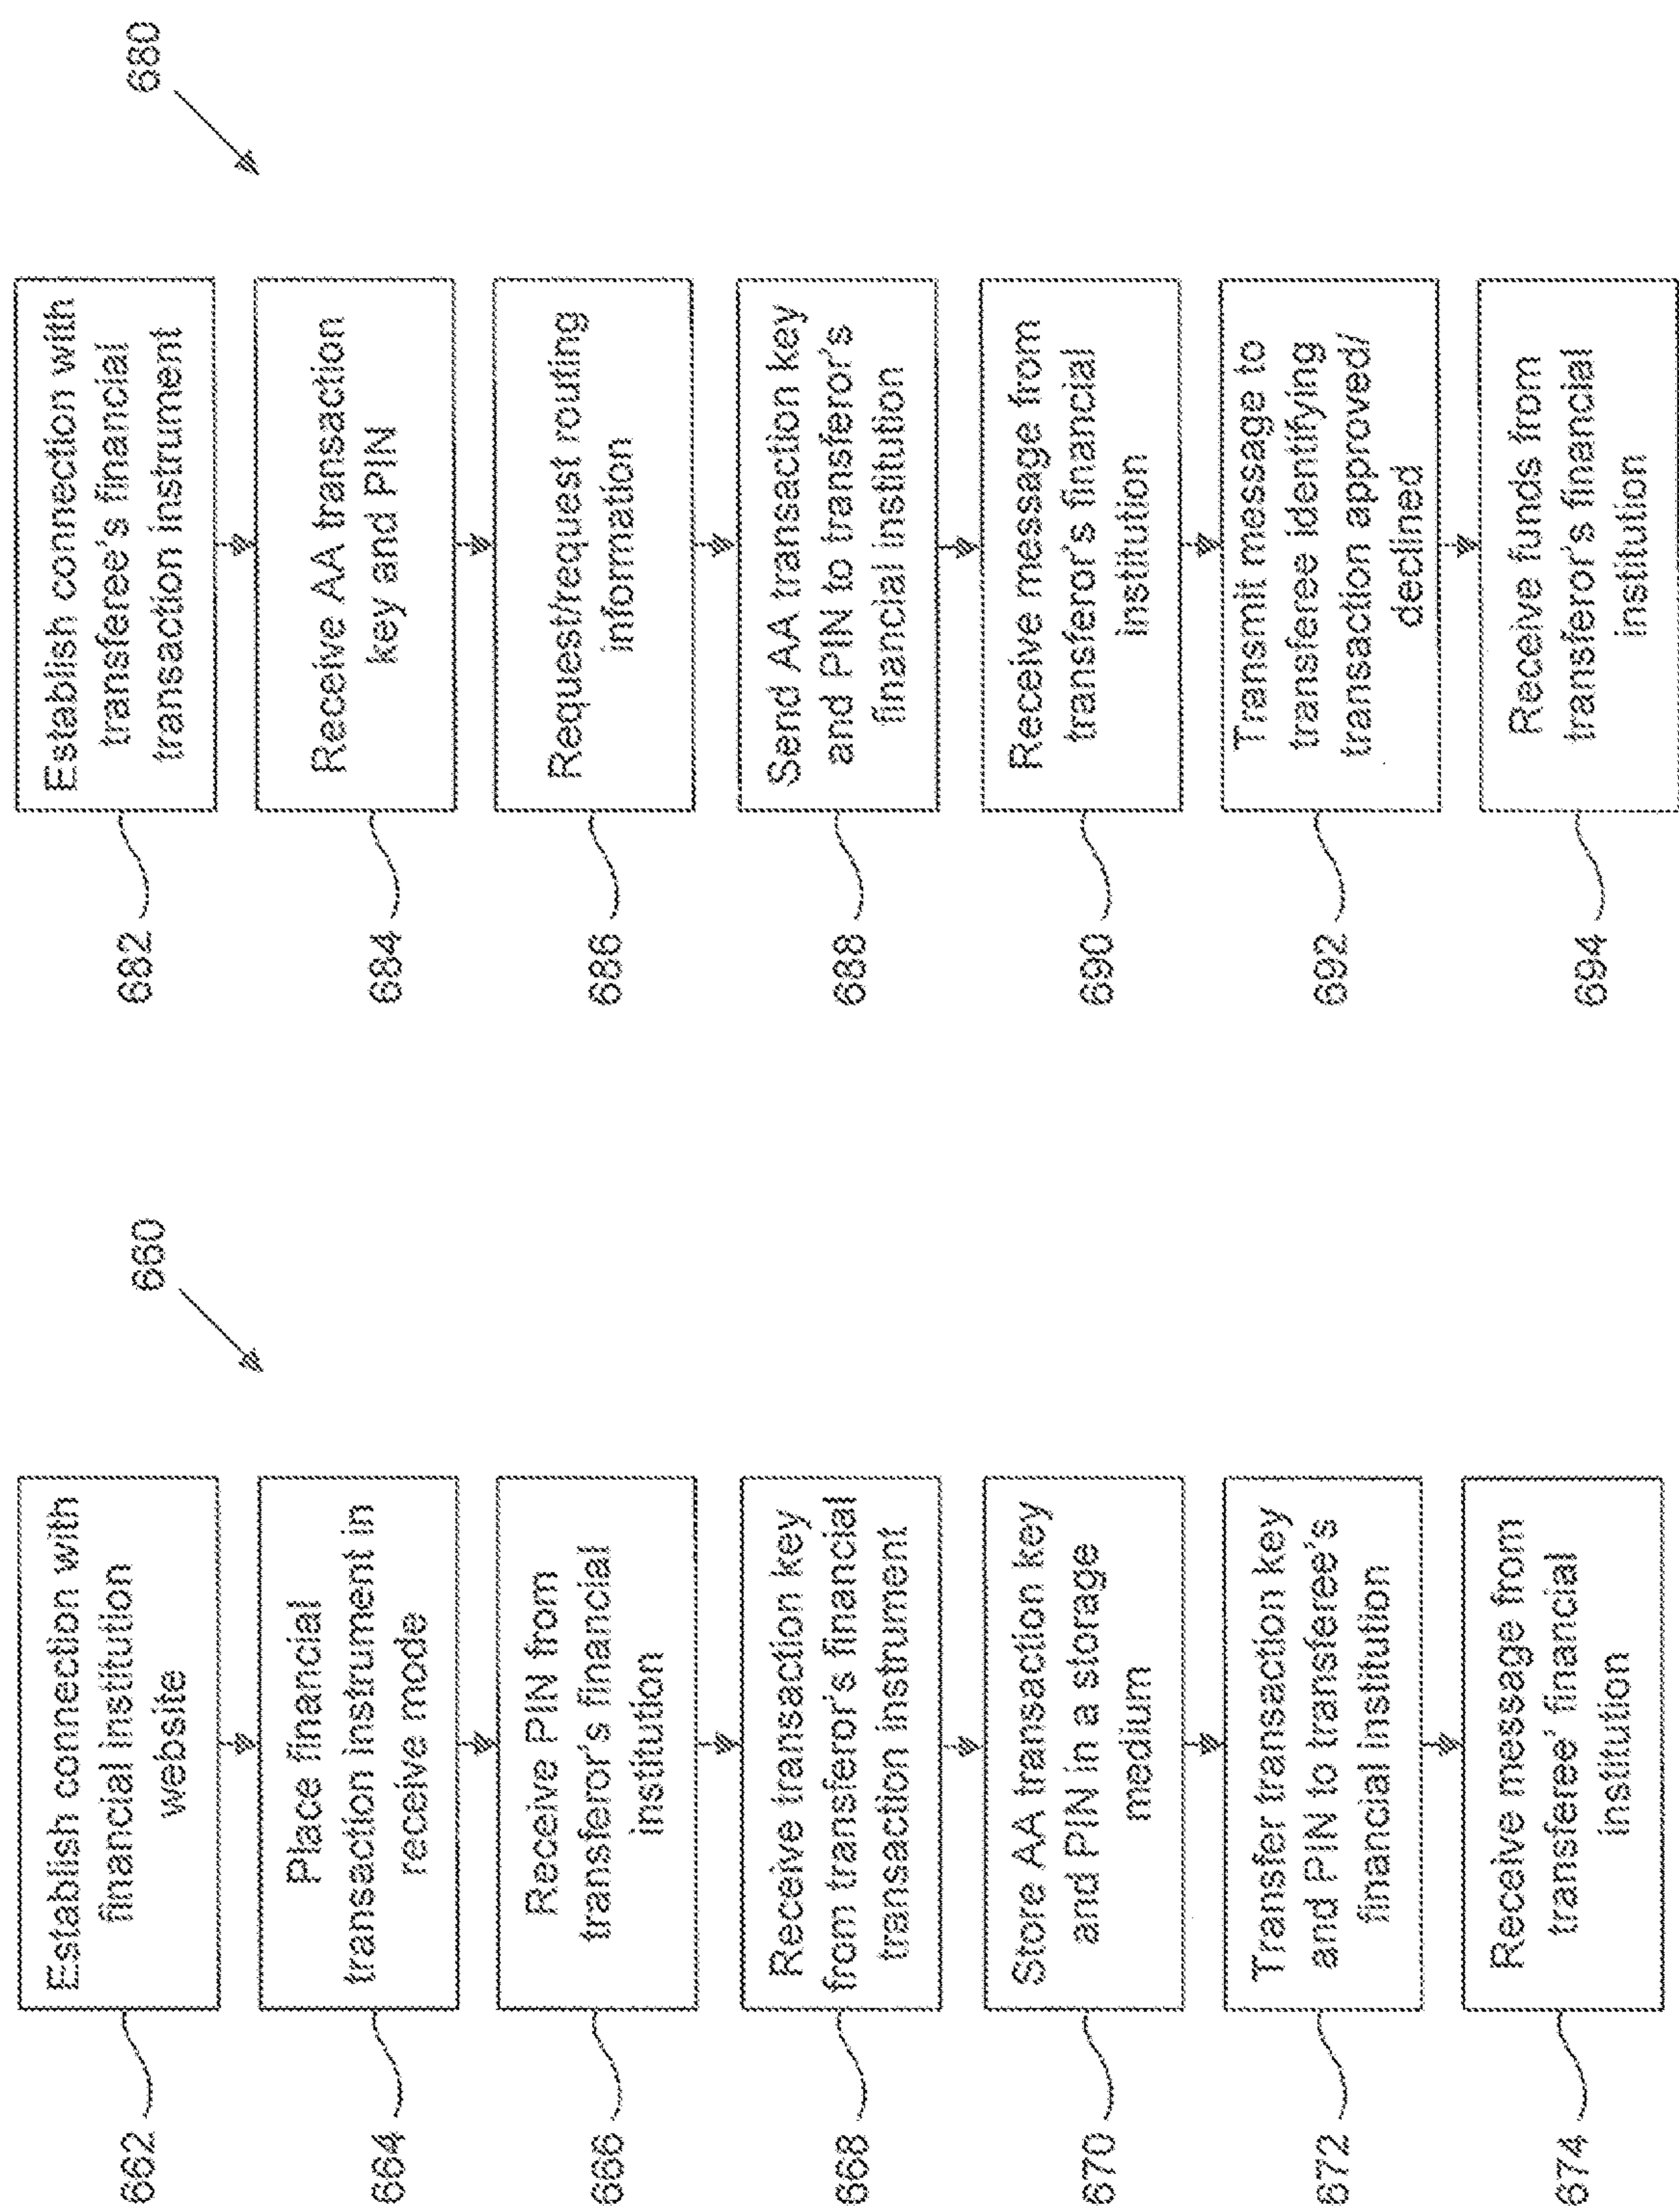 660
662
Establish connection with
financial institution
website
664
Place financial
transaction instrument in
receive mode
666
Receive PIN from
transferor's financial
institution
668
Receive transaction key
from transferor's financial
transaction instrument
670
Store AA transaction key
and PIN in a storage
medium
672
Transfer transaction key
and PIN to transferee's
financial institution
674
Receive message from
transferee' financial
institution
680
682
Establish connection with
transferee's financial
transaction instrument
684
Receive AA transaction
key and PIN
686
Request/request routing
information
688
Send AA transaction key
and PIN to transferor's
financial institution
690
Receive message from
transferor's financial
institution
692
Transmit message to
transferee identifying
transaction approved/
declined
694
Receive funds from
transferor's financial
institution